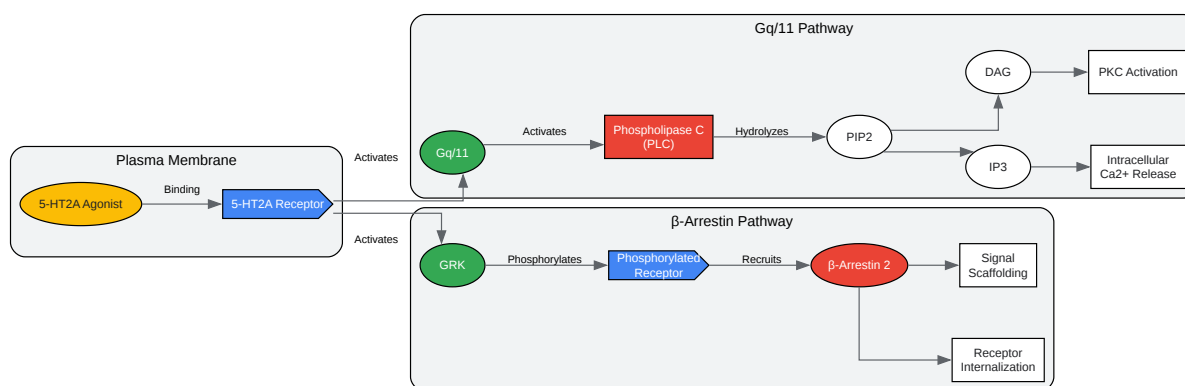 Gq/11 Pathway
DAG
PKC Activation
Activates
Phospholipase C
(PLC)
Hydrolyzes
PIP2
Gq/11
IP3
Intracellular
Ca2+ Release
Plasma Membrane
Activates
5-HT2A Agonist
Binding
5-HT2A Receptor
β-Arrestin Pathway
Activates
GRK
Phosphorylates
Phosphorylated
Receptor
Recruits
β-Arrestin 2
Signal
Scaffolding
Receptor
Internalization